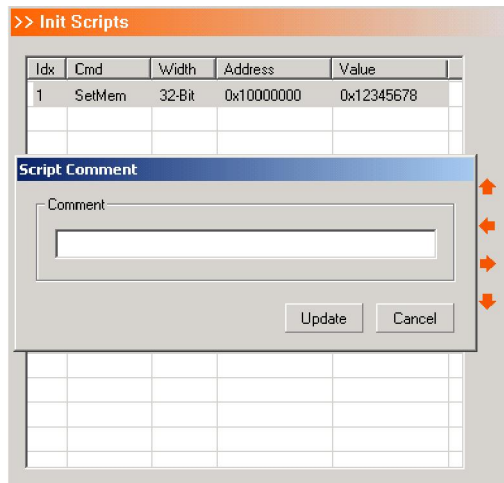 >> Init Scripts
Idx Cmd Width Address Value
1 SetMem 32-Bit 0x10000000 0x12345678
Script Comment
Comment
Update Cancel